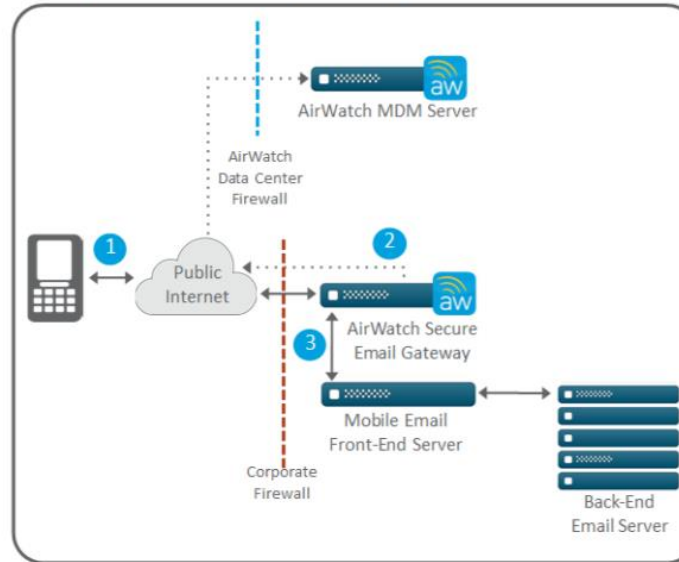 aw
AirWatch MDM Server
AirWatch
Data Center
Firewall
1
2
Public
Internet
aw
AirWatch Secure
Email Gateway
3
Mobile Email
Front-End Server
Corporate
Firewall
Back-End
Email Server